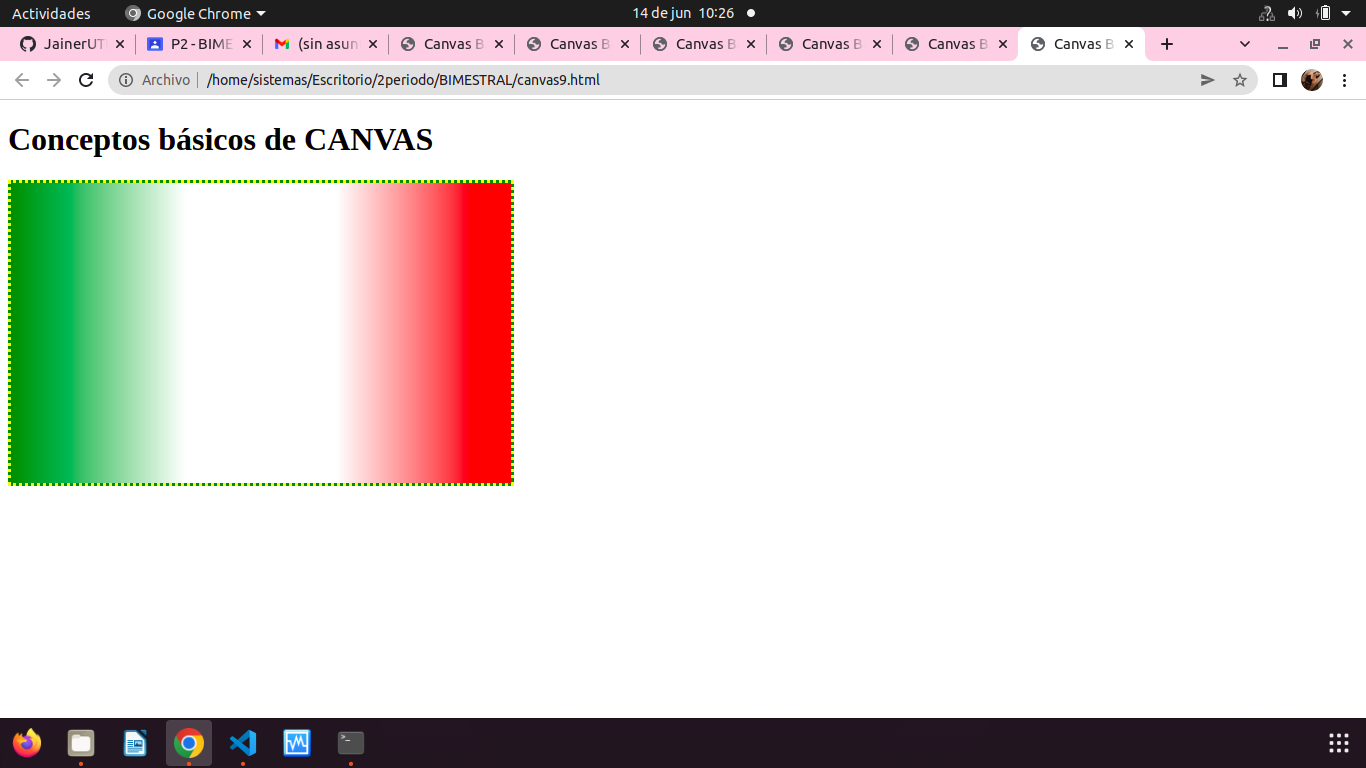 Actividades Google Chrome 14 de jun 10:26
JainerUT P2 - BIME (sin asun Canvas B Canvas B Canvas B Canvas B Canvas B Canvas B
Archivo /home/sistemas/Escritorio/2periodo/BIMESTRAL/canvas9.html
Conceptos básicos de CANVAS